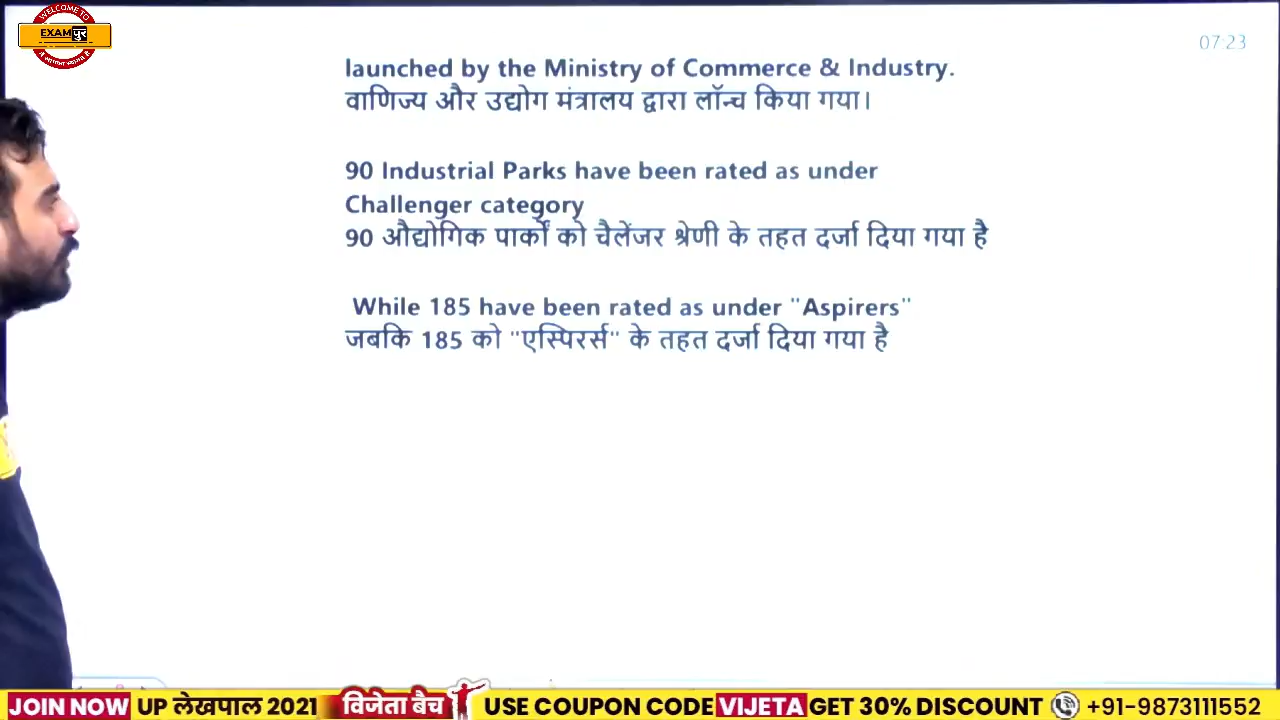 WELCOME TO
EXAMपुर
07:23
launched by the Ministry of Commerce & Industry.
वाणिज्य और उद्योग मंत्रालय द्वारा लॉन्च किया गया।
90 Industrial Parks have been rated as under
Challenger category
90 औद्योगिक पार्कों को चैलेंजर श्रेणी के तहत दर्जा दिया गया है
While 185 have been rated as under "Aspirers"
जबकि 185 को "एस्पिरर्स" के तहत दर्जा दिया गया है
JOIN NOW UP लेखपाल 2021 विजेता बैच USE COUPON CODE VIJETA GET 30% DISCOUNT +91-9873111552